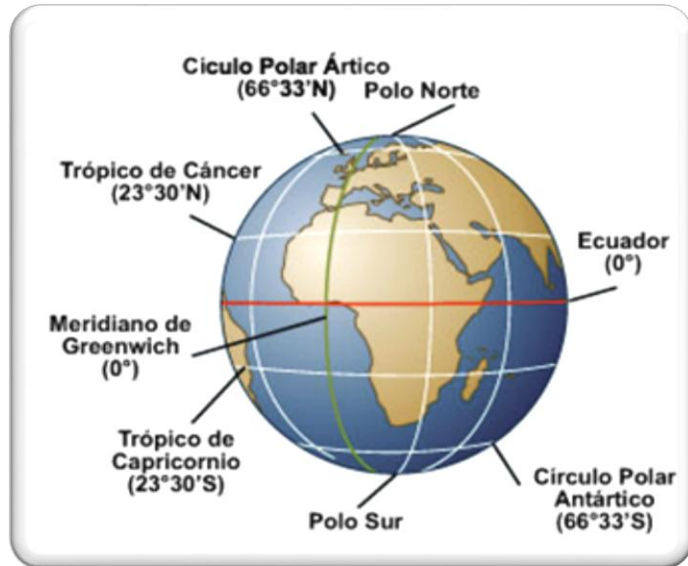 Cículo Polar Ártico
(66°33'N)
Polo Norte
Trópico de Cáncer
(23°30'N)
Ecuador
(0°)
Meridiano de
Greenwich
(0°)
Trópico de
Capricornio
(23°30'S)
Círculo Polar
Antártico
(66°33'S)
Polo Sur